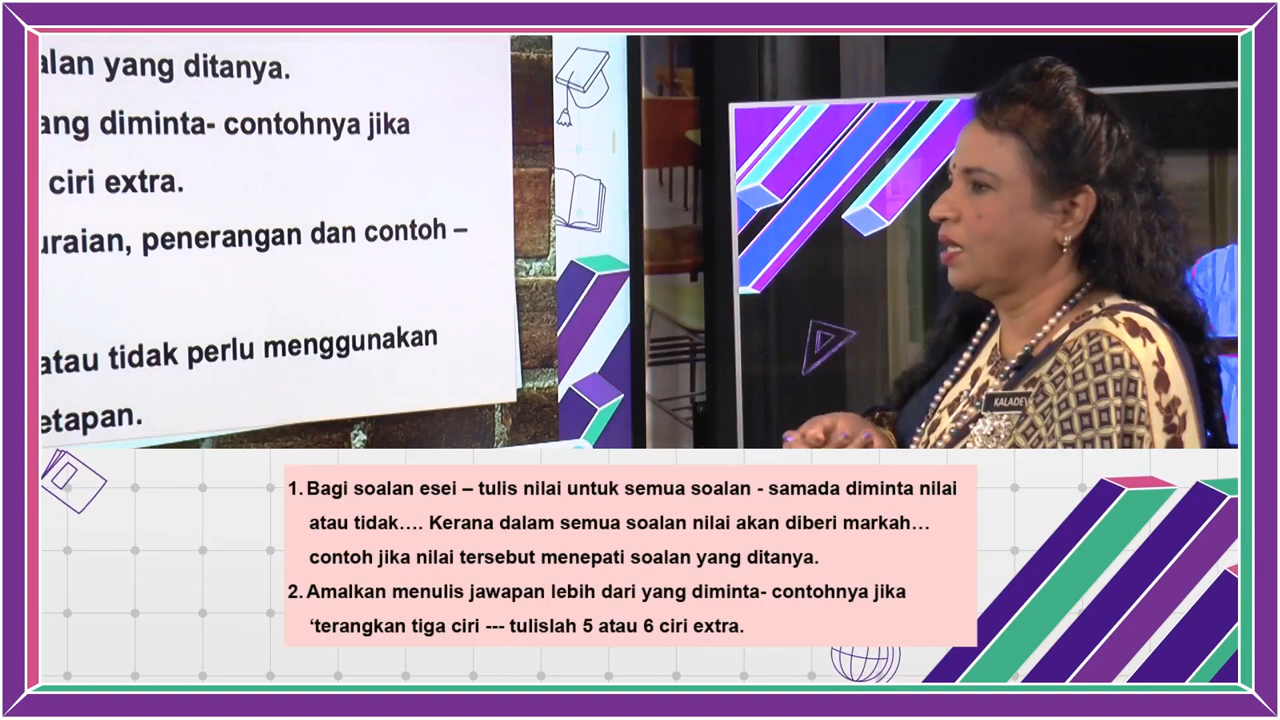 alan yang ditanya.
ang diminta- contohnya jika
ciri extra.
uraian, penerangan dan contoh –
atau tidak perlu menggunakan
etapan.
KALADEV
1. Bagi soalan esei – tulis nilai untuk semua soalan - samada diminta nilai
atau tidak…. Kerana dalam semua soalan nilai akan diberi markah…
contoh jika nilai tersebut menepati soalan yang ditanya.
2. Amalkan menulis jawapan lebih dari yang diminta- contohnya jika
‘terangkan tiga ciri --- tulislah 5 atau 6 ciri extra.